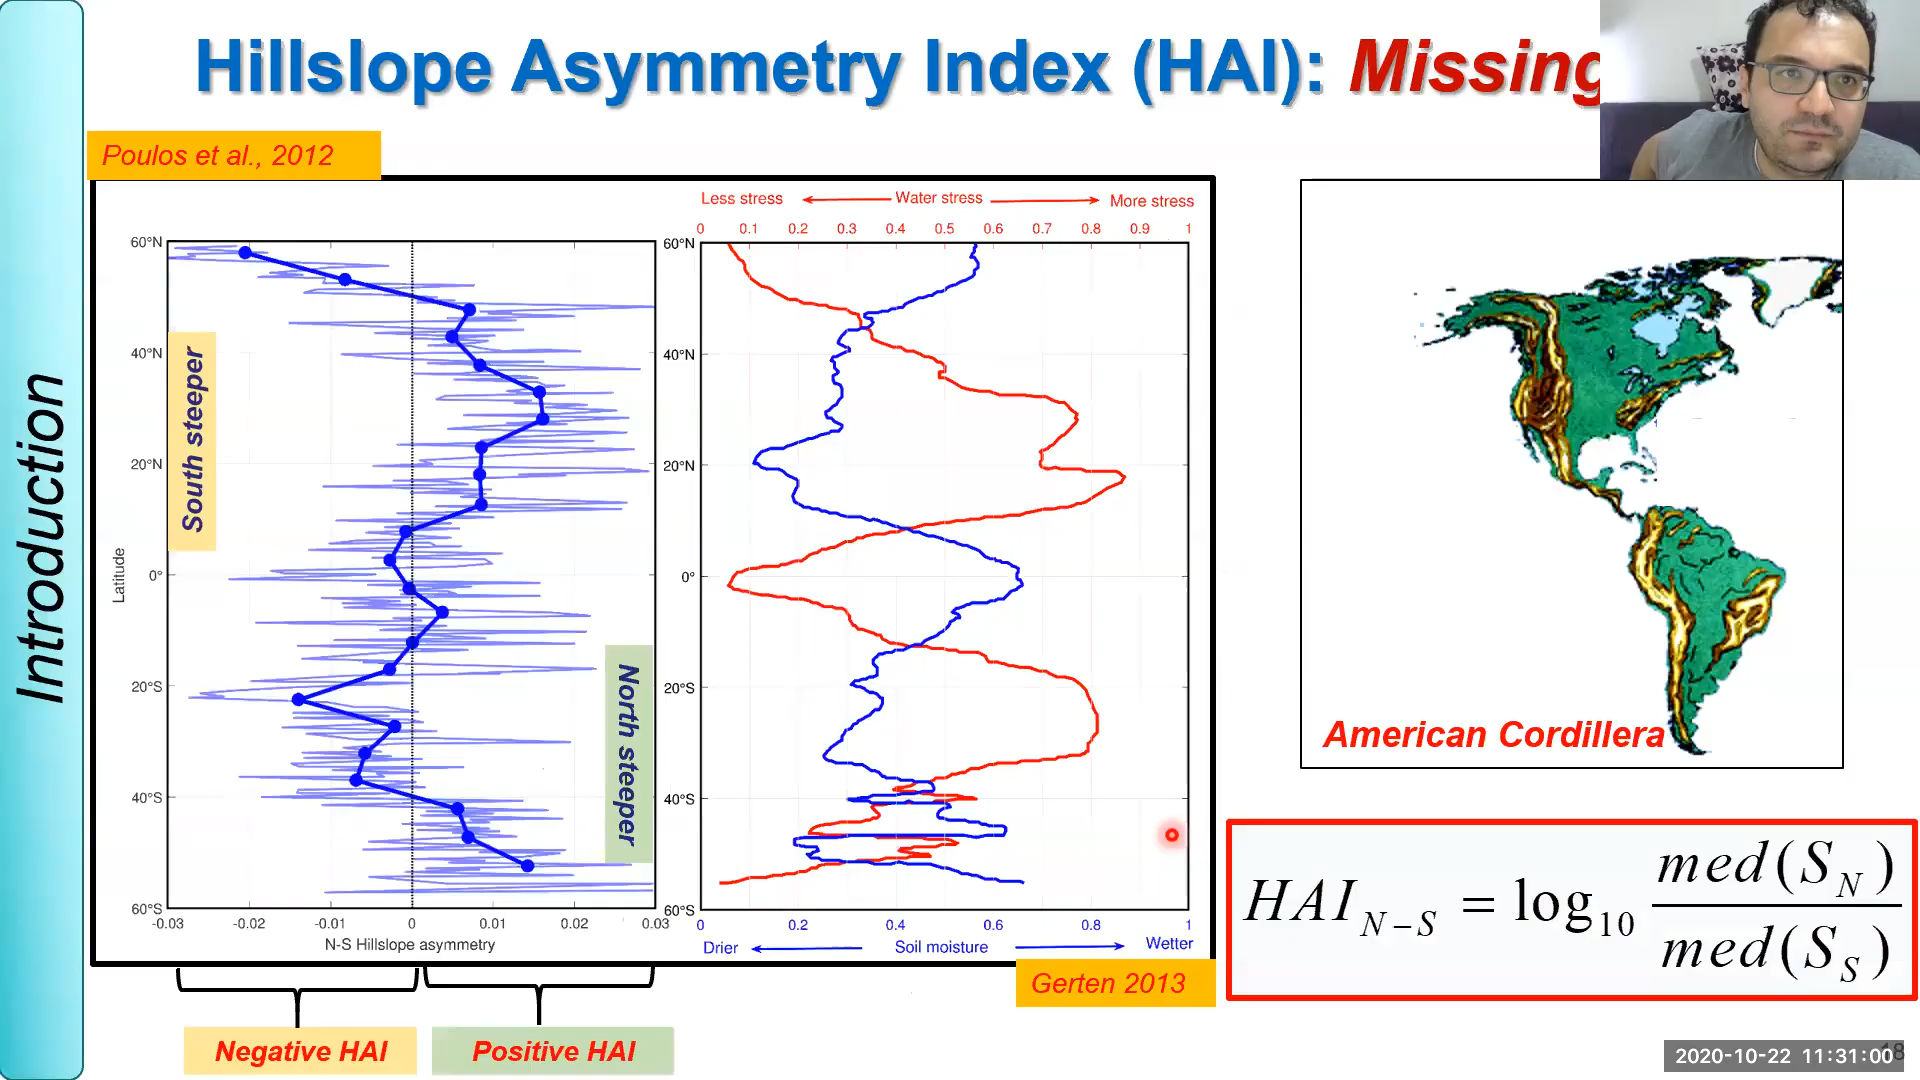 Hillslope Asymmetry Index (HAI): Missing
Poulos et al., 2012
Introduction
Less stress
Water stress
More stress
0 0.1 0.2 0.3 0.4 0.5 0.6 0.7 0.8 0.9 1
60°N
40°N
20°N
0°
20°S
40°S
60°S
Latitude
South steeper
North steeper
-0.03 -0.02 -0.01 0 0.01 0.02 0.03
N-S Hillslope asymmetry
60°N
40°N
20°N
0°
20°S
40°S
60°S
0 0.2 0.4 0.6 0.8 1
Drier
Soil moisture
Wetter
Gerten 2013
Negative HAI
Positive HAI
American Cordillera
HAI N-S = log10 med(SN) / med(SS)
2020-10-22 11:31:00
18